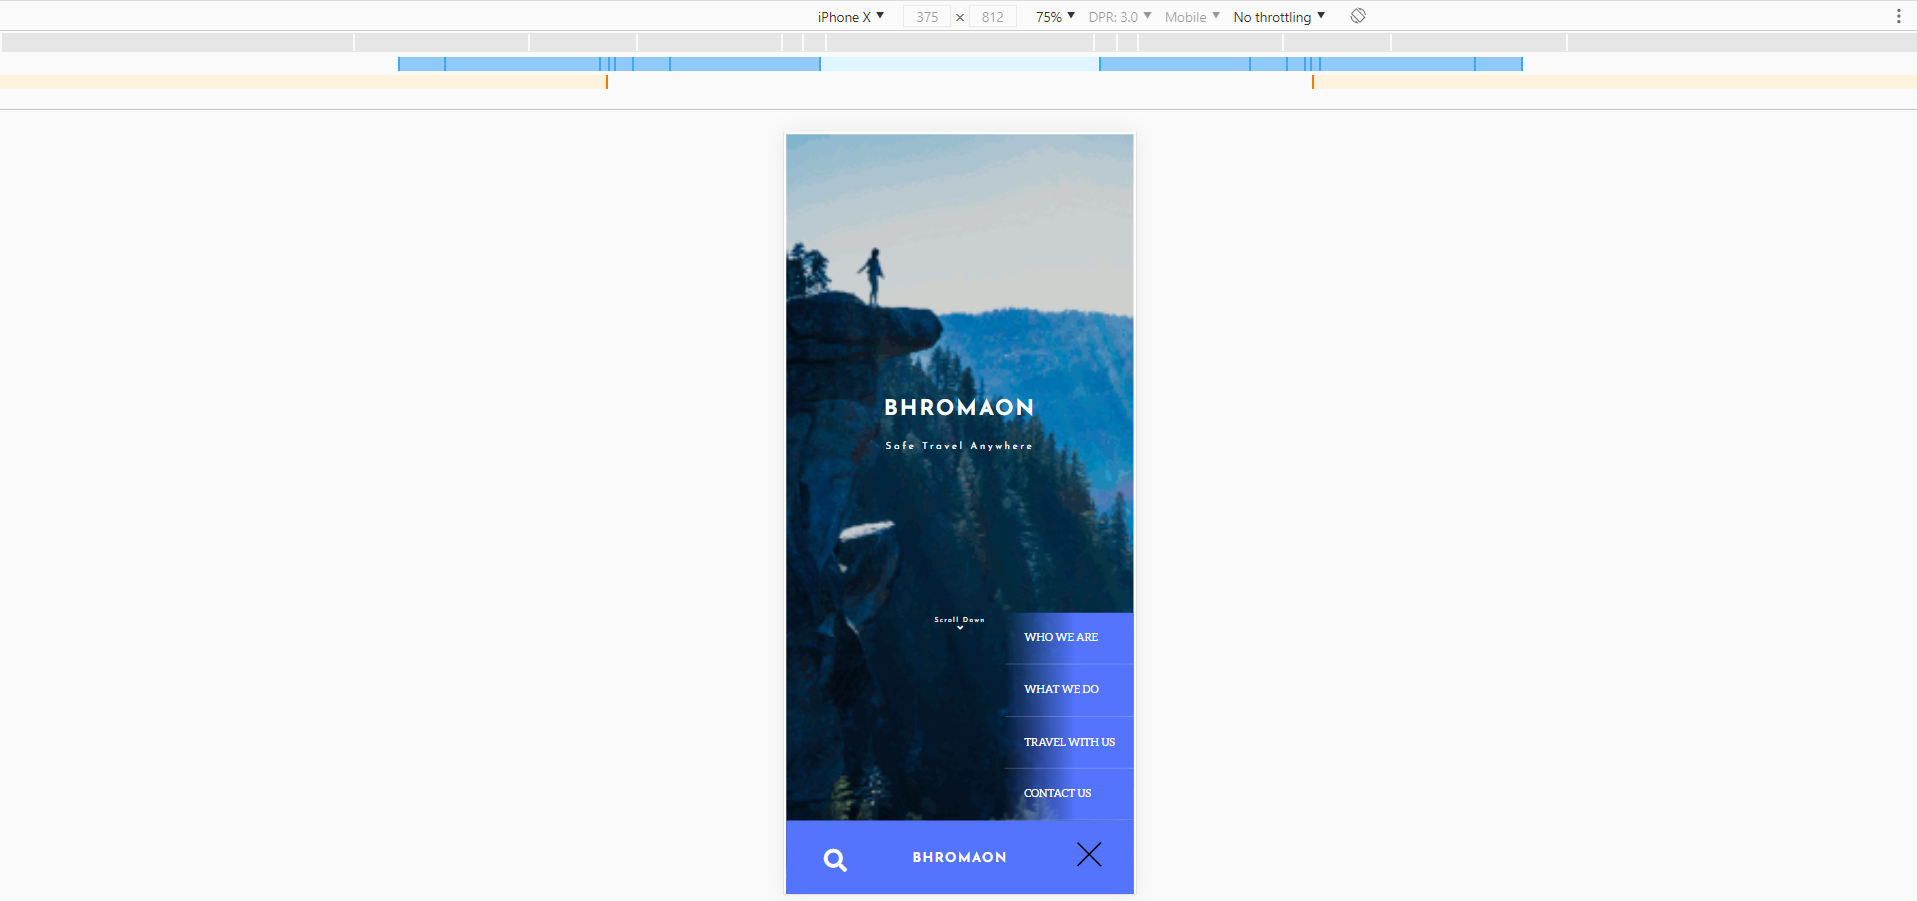 iPhone X 375 × 812 75% DPR: 3.0 Mobile No throttling
BHROMAON
Safe Travel Anywhere
Scroll Down
WHO WE ARE
WHAT WE DO
TRAVEL WITH US
CONTACT US
BHROMAON